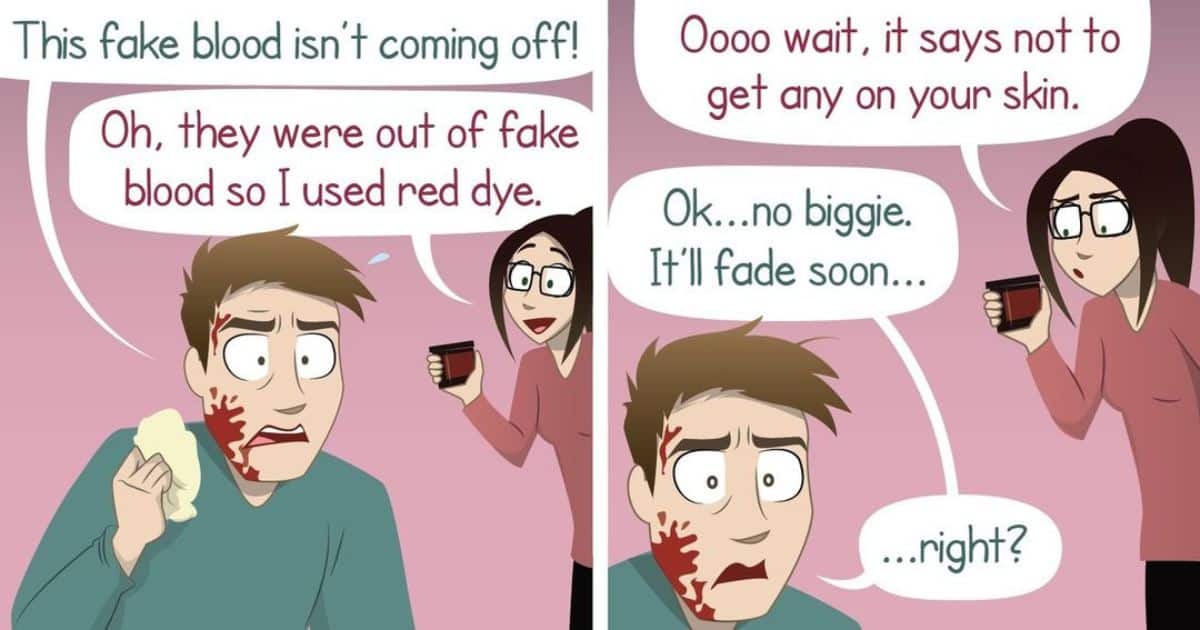 This fake blood isn't coming off!
Oh, they were out of fake
blood so I used red dye.
Oooo wait, it says not to
get any on your skin.
Ok...no biggie.
It'll fade soon...
...right?